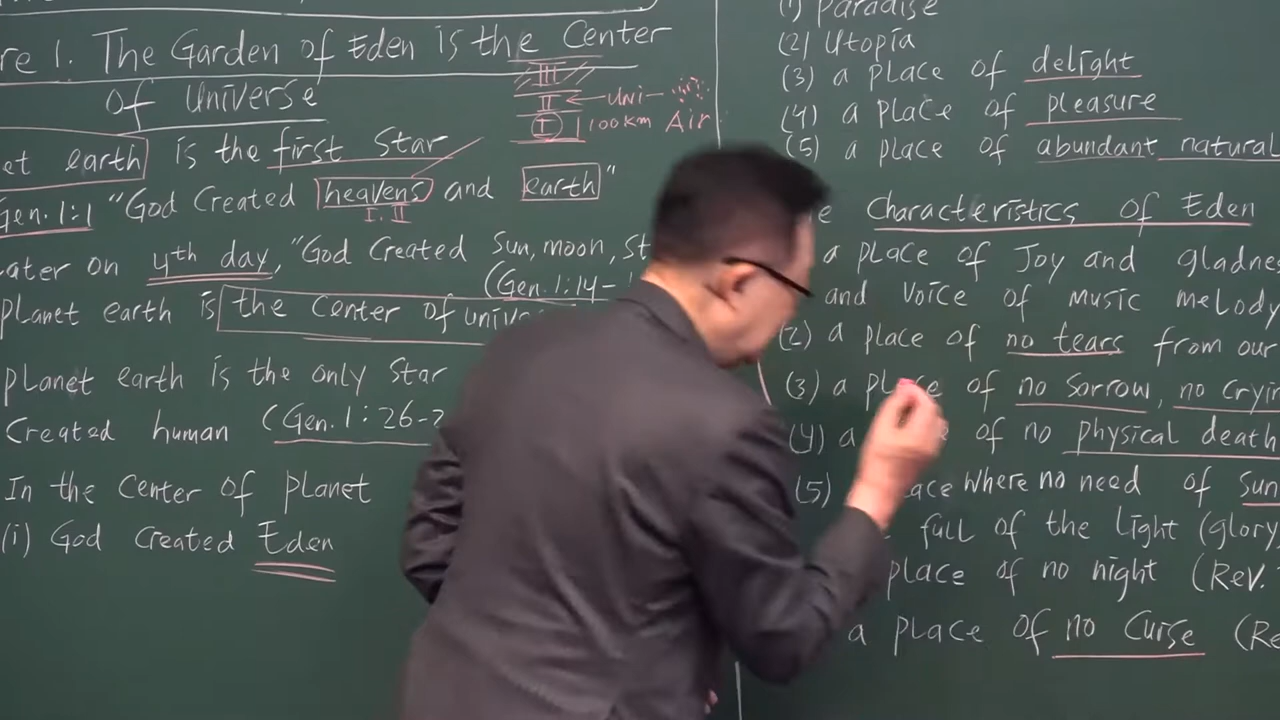 re 1. The Garden of Eden is the Center
of Universe
III
II ← UNI-
I 100km Air
et earth is the first Star
Gen. 1:1 "God Created heavens and earth"
I. II
ater on 4th day, "God Created Sun, moon, St
(Gen. 1:14-
planet earth is the Center of unive
planet earth is the only Star
Created human (Gen. 1:26-2
In the Center of planet
(i) God Created Eden
(1) Paradise
(2) Utopia
(3) a place of delight
(4) a place of pleasure
(5) a place of abundant natural
e Characteristics of Eden
a place of Joy and gladne
and voice of music melody
(2) a place of no tears from our
(3) a place of no sorrow, no cryin
(4) a e of no physical death
(5) ace where no need of Sun
full of the light (glory
place of no night (Rev.
a place of no Curse (Re